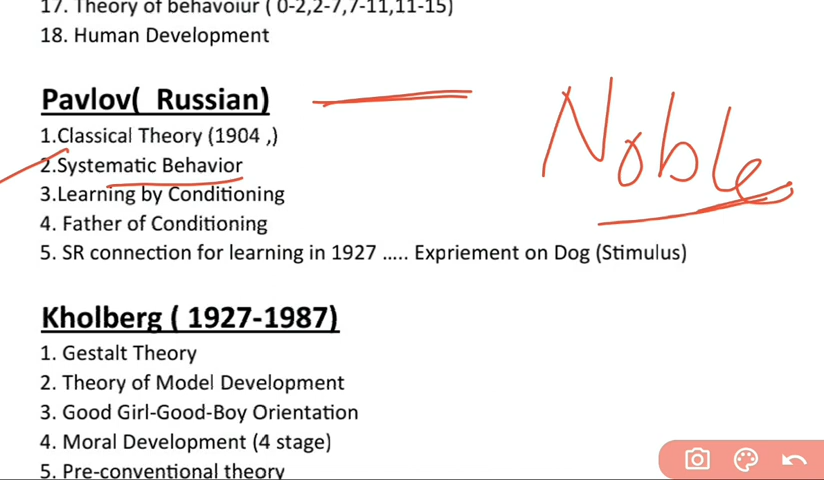 17. Theory of behavoiur ( 0-2,2-7,7-11,11-15)
18. Human Development
Pavlov( Russian)
Noble
1.Classical Theory (1904 ,)
2.Systematic Behavior
3.Learning by Conditioning
4. Father of Conditioning
5. SR connection for learning in 1927 ..... Expriement on Dog (Stimulus)
Kholberg ( 1927-1987)
1. Gestalt Theory
2. Theory of Model Development
3. Good Girl-Good-Boy Orientation
4. Moral Development (4 stage)
5. Pre-conventional theory